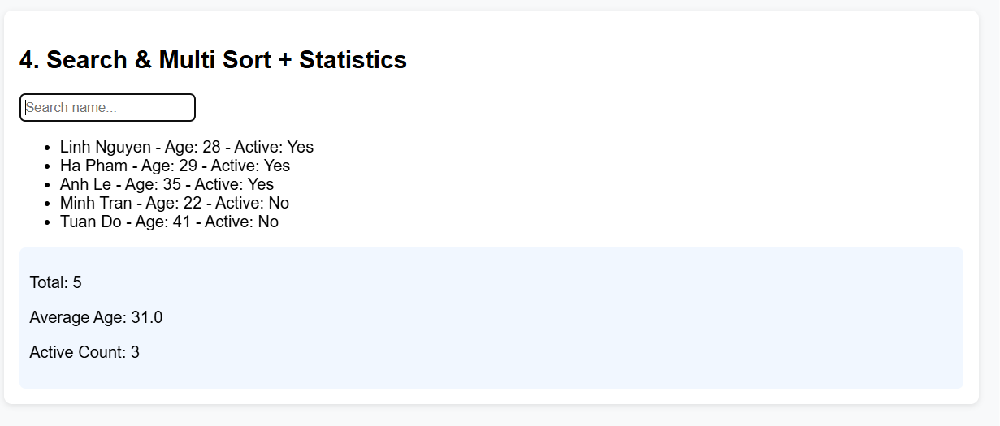 4. Search & Multi Sort + Statistics
Search name...
Linh Nguyen - Age: 28 - Active: Yes
Ha Pham - Age: 29 - Active: Yes
Anh Le - Age: 35 - Active: Yes
Minh Tran - Age: 22 - Active: No
Tuan Do - Age: 41 - Active: No
Total: 5
Average Age: 31.0
Active Count: 3